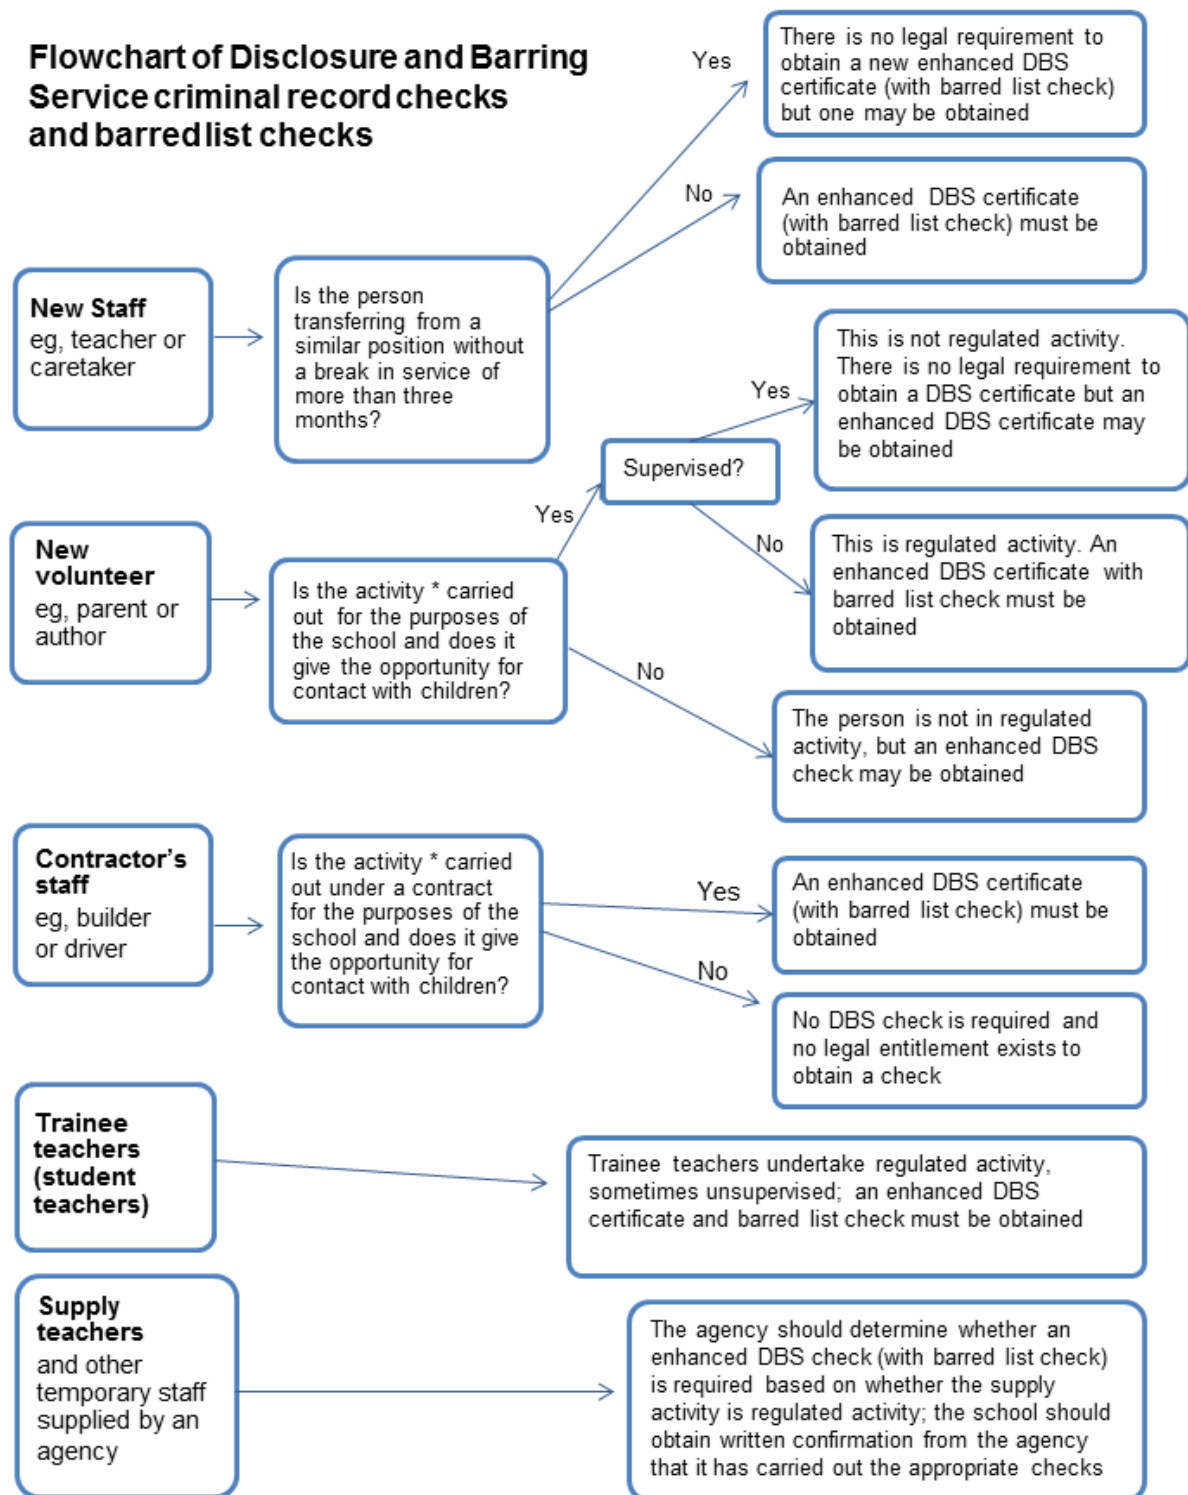 Flowchart of Disclosure and Barring
Service criminal record checks
and barred list checks
Yes
There is no legal requirement to
obtain a new enhanced DBS
certificate (with barred list check)
but one may be obtained
No
An enhanced DBS certificate
(with barred list check) must be
obtained
New Staff
eg, teacher or
caretaker
Is the person
transferring from a
similar position without
a break in service of
more than three
months?
This is not regulated activity.
There is no legal requirement to
obtain a DBS certificate but an
enhanced DBS certificate may
be obtained
Yes
Supervised?
Yes
No
This is regulated activity. An
enhanced DBS certificate with
barred list check must be
obtained
New
volunteer
eg, parent or
author
Is the activity * carried
out for the purposes of
the school and does it
give the opportunity for
contact with children?
No
The person is not in regulated
activity, but an enhanced DBS
check may be obtained
Contractor's
staff
eg, builder
or driver
Is the activity * carried
out under a contract
for the purposes of the
school and does it give
the opportunity for
contact with children?
Yes
An enhanced DBS certificate
(with barred list check) must be
obtained
No
No DBS check is required and
no legal entitlement exists to
obtain a check
Trainee
teachers
(student
teachers)
Trainee teachers undertake regulated activity,
sometimes unsupervised; an enhanced DBS
certificate and barred list check must be obtained
Supply
teachers
and other
temporary staff
supplied by an
agency
The agency should determine whether an
enhanced DBS check (with barred list check)
is required based on whether the supply
activity is regulated activity; the school should
obtain written confirmation from the agency
that it has carried out the appropriate checks